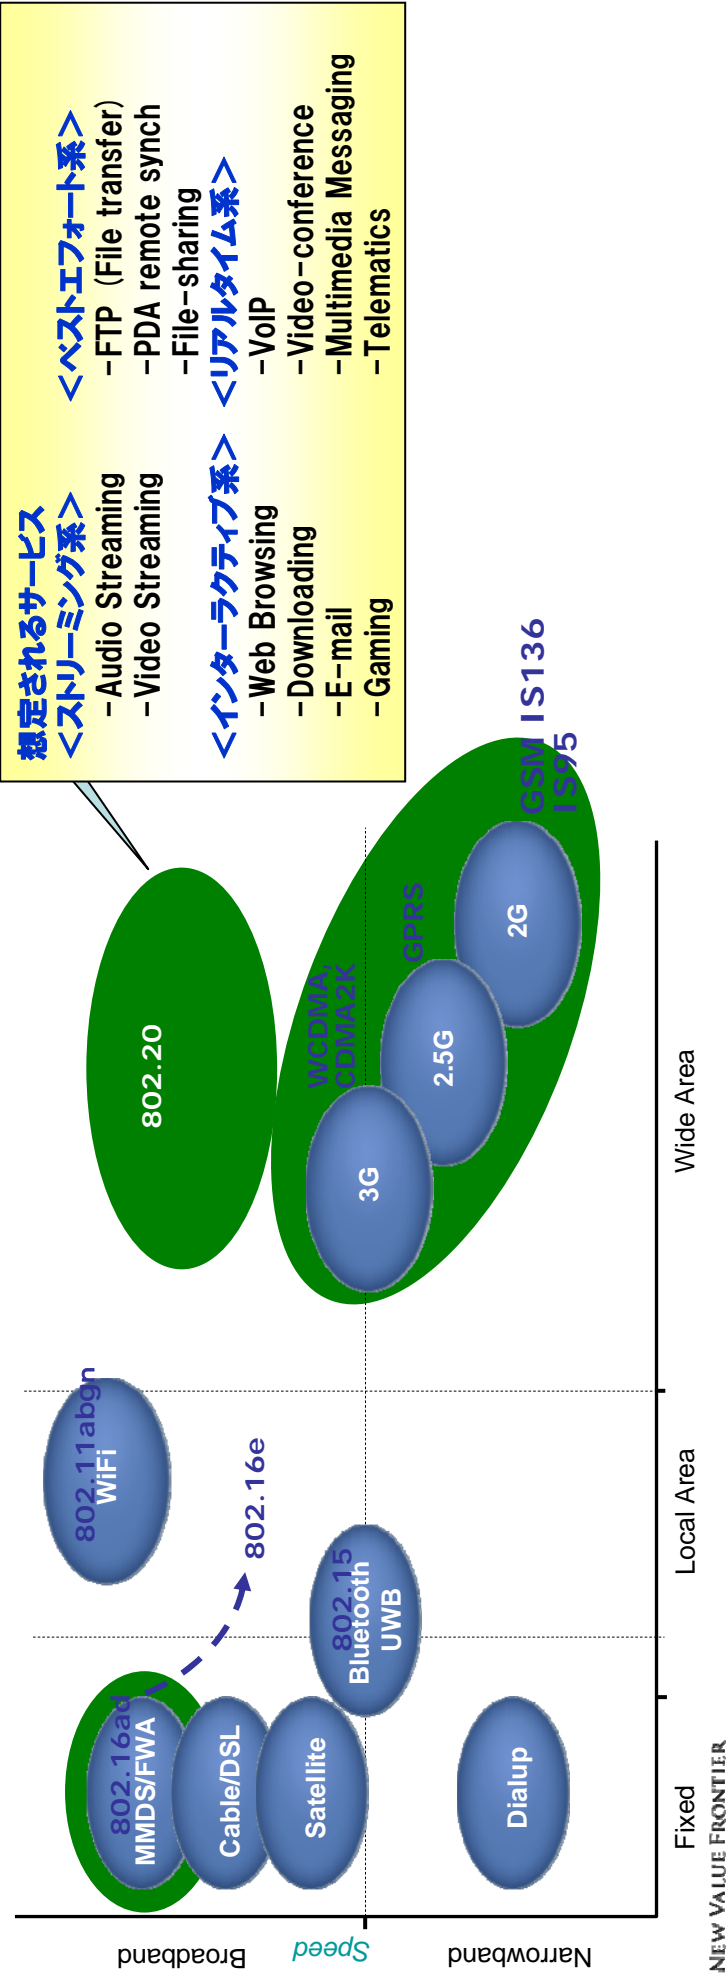 想定されるサービス
<ストリーミング系>
-Audio Streaming
-Video Streaming
<ベストエフォート系>
-FTP (File transfer)
-PDA remote synch
-File-sharing
<インターラクティブ系>
-Web Browsing
-Downloading
-E-mail
-Gaming
<リアルタイム系>
-VoIP
-Video-conference
-Multimedia Messaging
-Telematics
Broadband
Speed
Narrowband
802.16ad
MMDS/FWA
Cable/DSL
Satellite
Dialup
802.16e
802.11abgn
WiFi
802.15
Bluetooth
UWB
802.20
WCDMA,
CDMA2K
3G
GPRS
2.5G
2G
GSM IS136
IS95
Fixed
Local Area
Wide Area
NEW VALUE FRONTIER